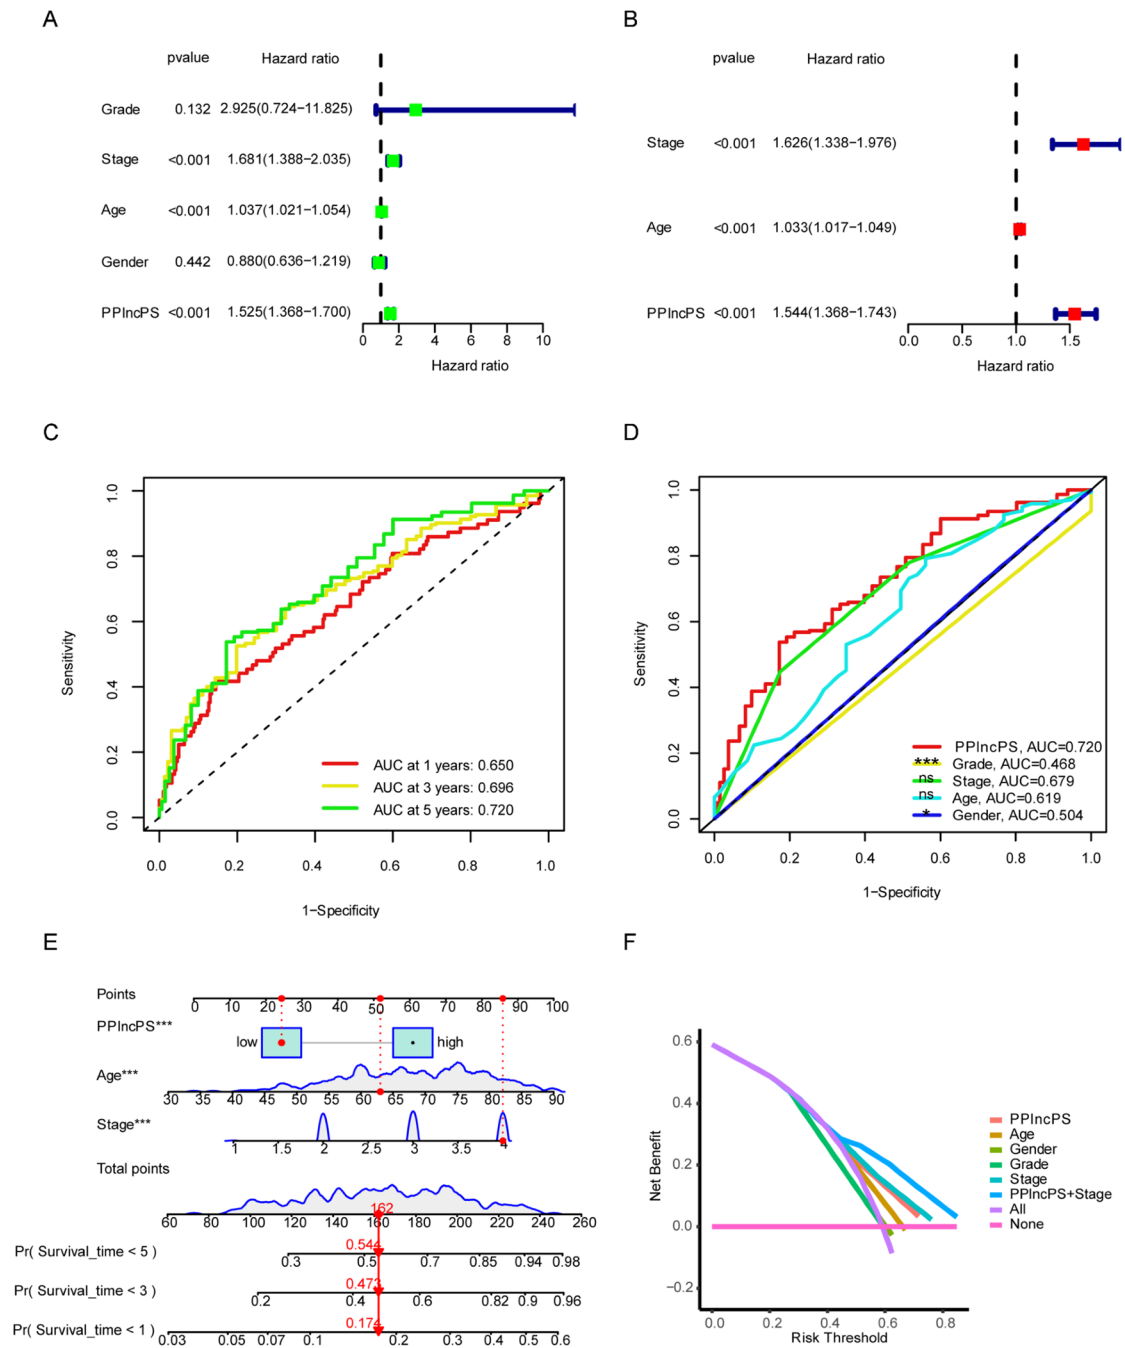 A
pvalue Hazard ratio
Grade 0.132 2.925(0.724−11.825)
Stage <0.001 1.681(1.388−2.035)
Age <0.001 1.037(1.021−1.054)
Gender 0.442 0.880(0.636−1.219)
PPlncPS <0.001 1.525(1.368−1.700)
0 2 4 6 8 10
Hazard ratio
B
pvalue Hazard ratio
Stage <0.001 1.626(1.338−1.976)
Age <0.001 1.033(1.017−1.049)
PPlncPS <0.001 1.544(1.368−1.743)
0.0 0.5 1.0 1.5
Hazard ratio
C
Sensitivity
1.0
0.8
0.6
0.4
0.2
0.0
AUC at 1 years: 0.650
AUC at 3 years: 0.696
AUC at 5 years: 0.720
0.0 0.2 0.4 0.6 0.8 1.0
1−Specificity
D
Sensitivity
1.0
0.8
0.6
0.4
0.2
0.0
PPlncPS, AUC=0.720
*** Grade, AUC=0.468
ns Stage, AUC=0.679
ns Age, AUC=0.619
* Gender, AUC=0.504
0.0 0.2 0.4 0.6 0.8 1.0
1−Specificity
E
Points
0 10 20 30 40 50 60 70 80 90 100
PPlncPS***
low high
Age***
30 35 40 45 50 55 60 65 70 75 80 85 90
Stage***
1 1.5 2 2.5 3 3.5 4
Total points
162
60 80 100 120 140 160 180 200 220 240 260
Pr( Survival_time < 5 )
0.544
0.3 0.5 0.7 0.85 0.94 0.98
Pr( Survival_time < 3 )
0.473
0.2 0.4 0.6 0.82 0.9 0.96
Pr( Survival_time < 1 )
0.174
0.03 0.05 0.07 0.1 0.2 0.3 0.4 0.5 0.6
F
Net Benefit
0.6
0.4
0.2
0.0
−0.2
0.0 0.2 0.4 0.6 0.8
Risk Threshold
PPlncPS
Age
Gender
Grade
Stage
PPlncPS+Stage
All
None